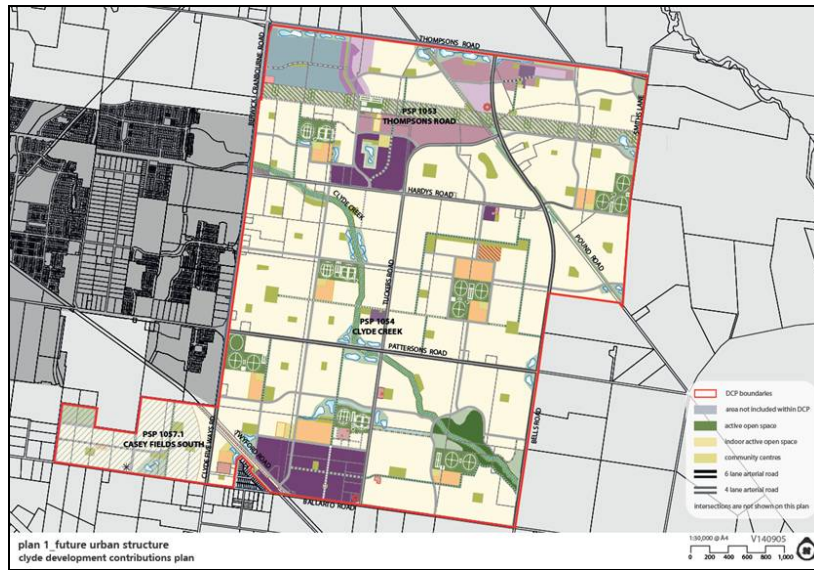 THOMPSONS ROAD
BERWICK CRANBOURNE ROAD
SMITHS LANE
PSP 1053
THOMPSONS ROAD
HARDYS ROAD
CLYDE CREEK
POUND ROAD
TUCKERS ROAD
PSP 1054
CLYDE CREEK
PATTERSONS ROAD
BELLS ROAD
PSP 1057.1
CASEY FIELDS SOUTH
CLYDE FIVE WAYS RD
TWYFORD ROAD
BALLARTO ROAD
DCP boundaries
area not included within DCP
active open space
indoor active open space
community centres
6 lane arterial road
4 lane arterial road
intersections are not shown on this plan
plan 1_future urban structure
clyde development contributions plan
1:50,000 @ A4
V140905
0 200 400 600 800 1,000